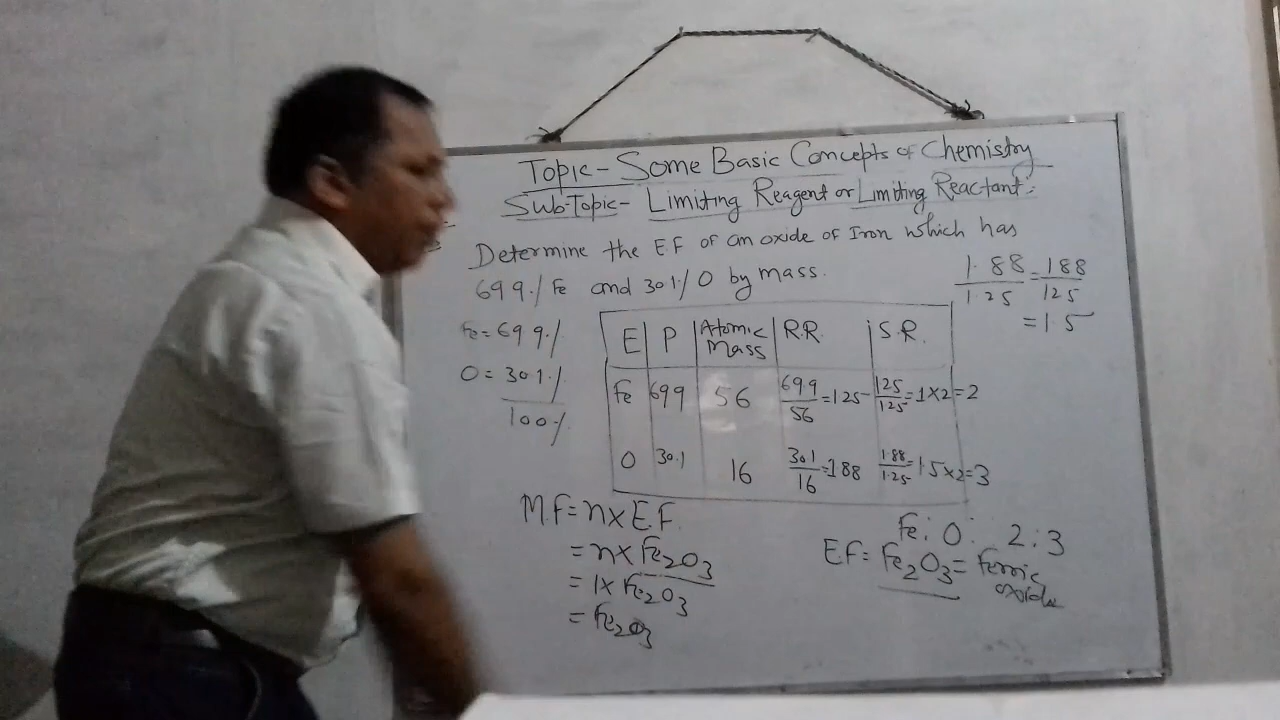 Topic- Some Basic Concepts of Chemistry
Sub-Topic- Limiting Reagent or Limiting Reactant:
Determine the E.F of an oxide of Iron which has
69.9% Fe and 30.1% O by mass.
1.88/1.25 = 188/125
= 1.5
Fe = 69.9%
O = 30.1%
100%
E P Atomic Mass R.R. S.R.
Fe 69.9 56 69.9/56 = 1.25 1.25/1.25 = 1 x 2 = 2
O 30.1 16 30.1/16 = 1.88 1.88/1.25 = 1.5 x 2 = 3
M.F = n x E.F.
= n x Fe2O3
= 1 x Fe2O3
= Fe2O3
Fe : O : 2 : 3
E.F = Fe2O3 = Ferric oxide